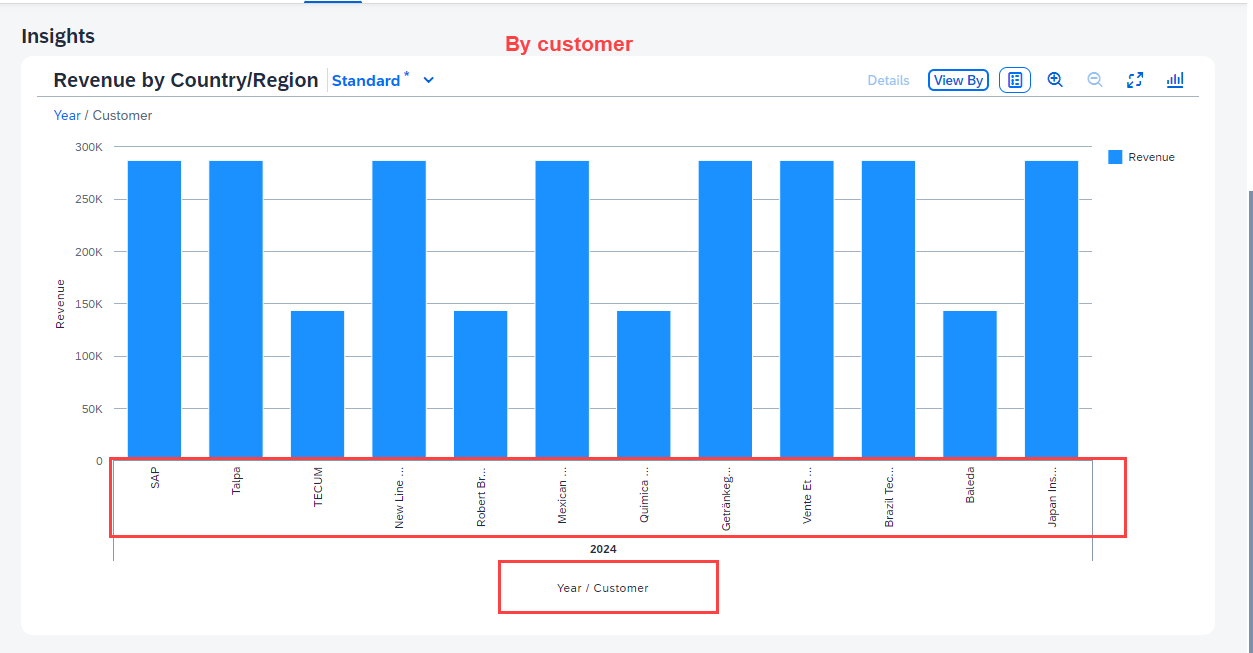 Insights
By customer
Revenue by Country/Region Standard * Details View By
Year / Customer
300K
250K
200K
150K
100K
50K
0
Revenue
Revenue
SAP
Talpa
TECUM
New Line ...
Robert Br...
Mexican ...
Quimica ...
Getränkeg...
Vente Et ...
Brazil Tec...
Baleda
Japan Ins...
2024
Year / Customer